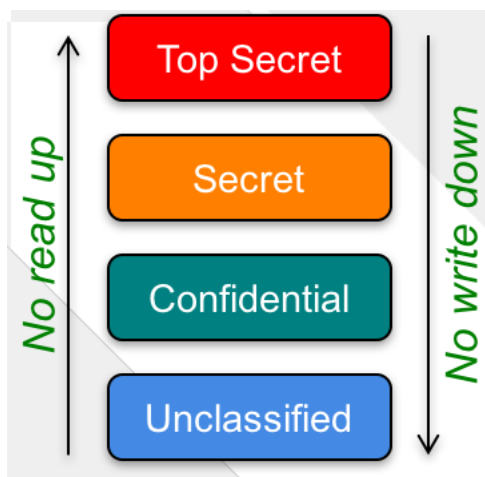 Top Secret
No read up
Secret
No write down
Confidential
Unclassified